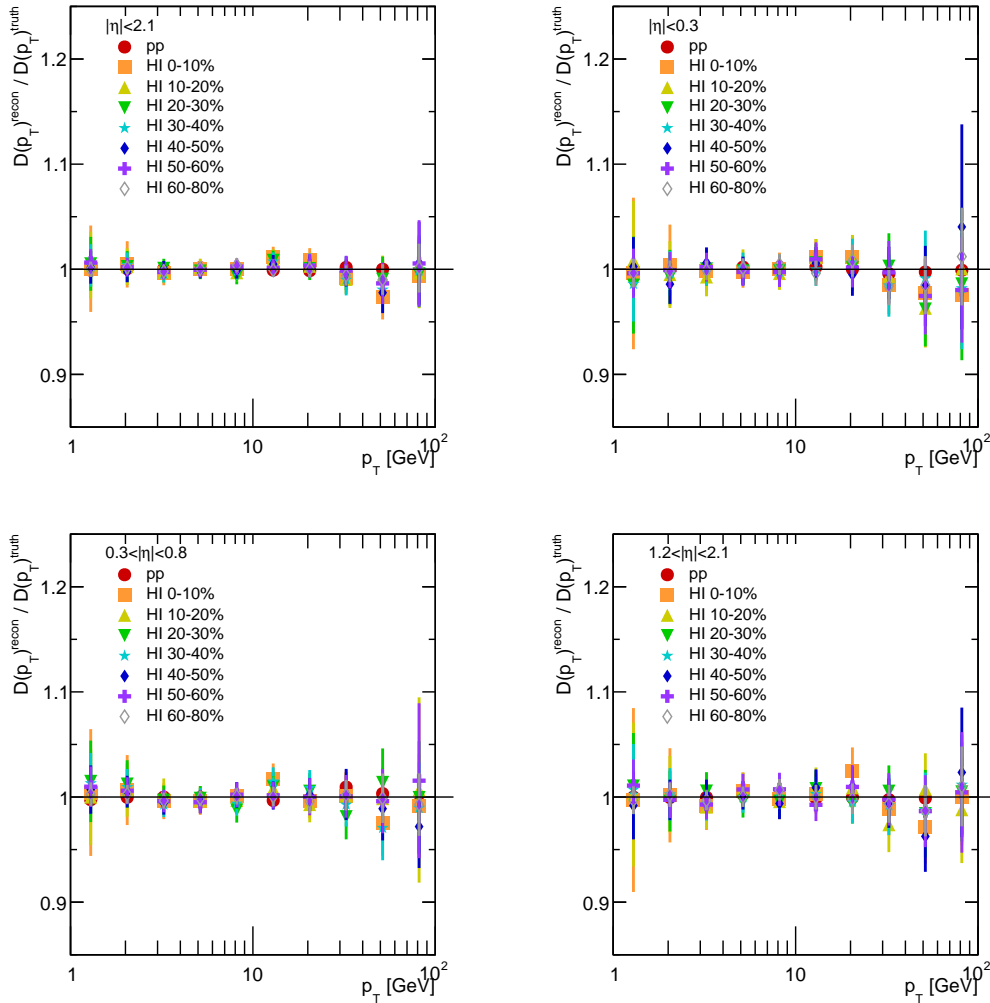 |η|<2.1
pp
HI 0-10%
HI 10-20%
HI 20-30%
HI 30-40%
HI 40-50%
HI 50-60%
HI 60-80%
D(p_T)^recon / D(p_T)^truth
1.2
1.1
1
0.9
1
10
10²
p_T [GeV]
|η|<0.3
pp
HI 0-10%
HI 10-20%
HI 20-30%
HI 30-40%
HI 40-50%
HI 50-60%
HI 60-80%
D(p_T)^recon / D(p_T)^truth
1.2
1.1
1
0.9
1
10
10²
p_T [GeV]
0.3<|η|<0.8
pp
HI 0-10%
HI 10-20%
HI 20-30%
HI 30-40%
HI 40-50%
HI 50-60%
HI 60-80%
D(p_T)^recon / D(p_T)^truth
1.2
1.1
1
0.9
1
10
10²
p_T [GeV]
1.2<|η|<2.1
pp
HI 0-10%
HI 10-20%
HI 20-30%
HI 30-40%
HI 40-50%
HI 50-60%
HI 60-80%
D(p_T)^recon / D(p_T)^truth
1.2
1.1
1
0.9
1
10
10²
p_T [GeV]